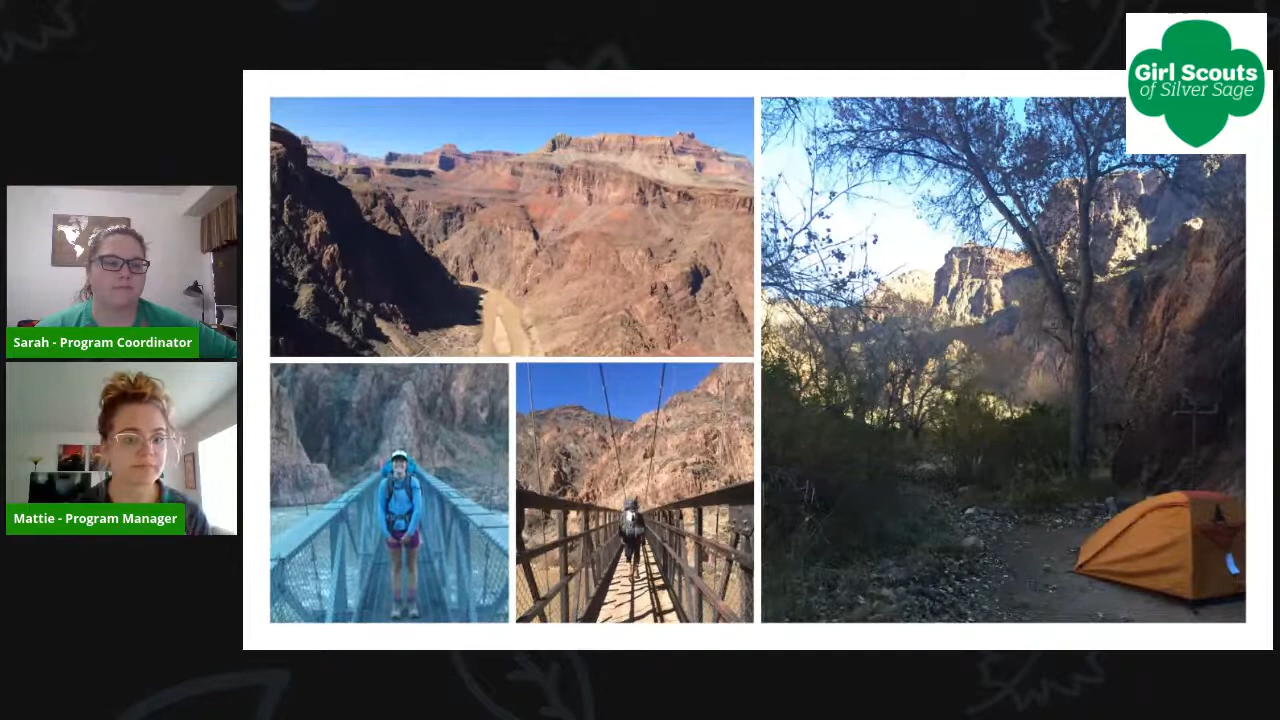 Girl Scouts
of Silver Sage
Sarah - Program Coordinator
Mattie - Program Manager